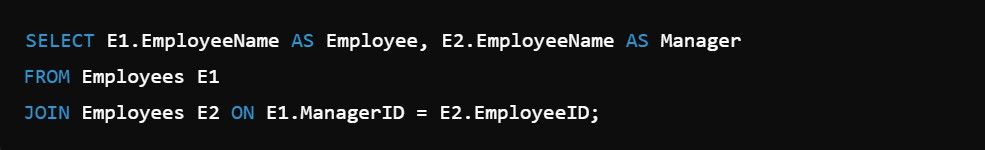 SELECT E1.EmployeeName AS Employee, E2.EmployeeName AS Manager
FROM Employees E1
JOIN Employees E2 ON E1.ManagerID = E2.EmployeeID;